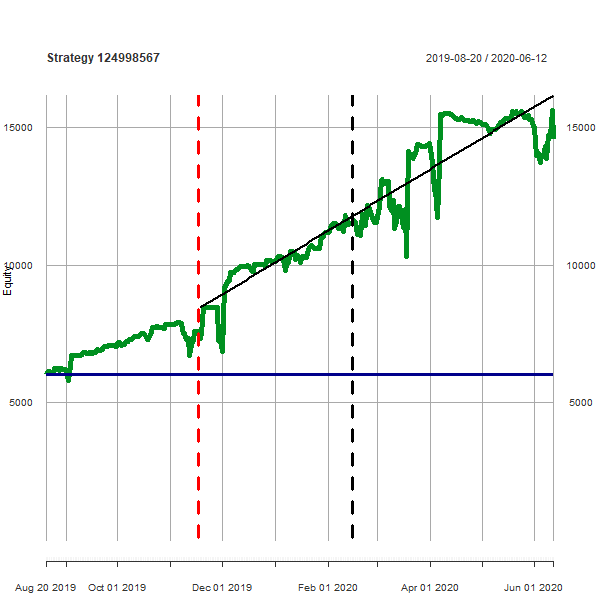 Strategy 124998567
2019-08-20 / 2020-06-12
15000
15000
10000
10000
Equity
5000
5000
Aug 20 2019
Oct 01 2019
Dec 01 2019
Feb 01 2020
Apr 01 2020
Jun 01 2020